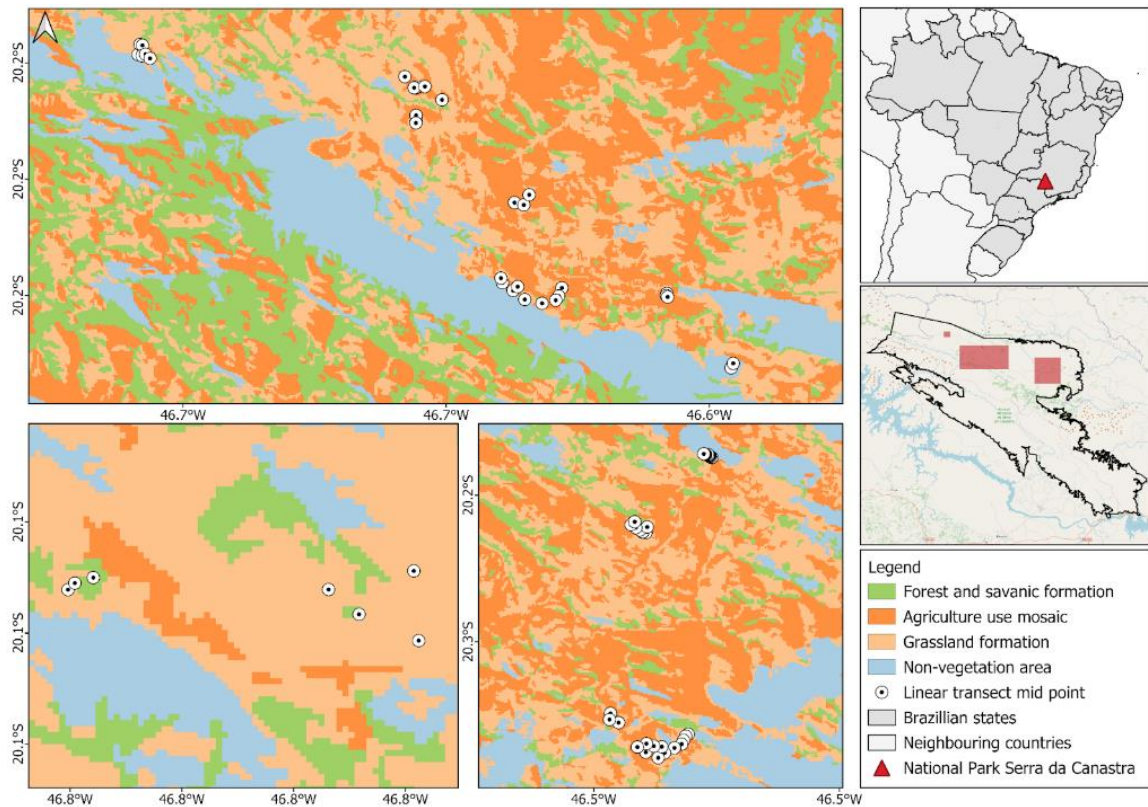 20.2°S
20.2°S
20.2°S
46.7°W
46.7°W
46.6°W
20.1°S
20.1°S
20.1°S
46.8°W
46.8°W
46.8°W
46.8°W
20.2°S
20.3°S
46.5°W
46.5°W
Legend
Forest and savanic formation
Agriculture use mosaic
Grassland formation
Non-vegetation area
Linear transect mid point
Brazillian states
Neighbouring countries
National Park Serra da Canastra